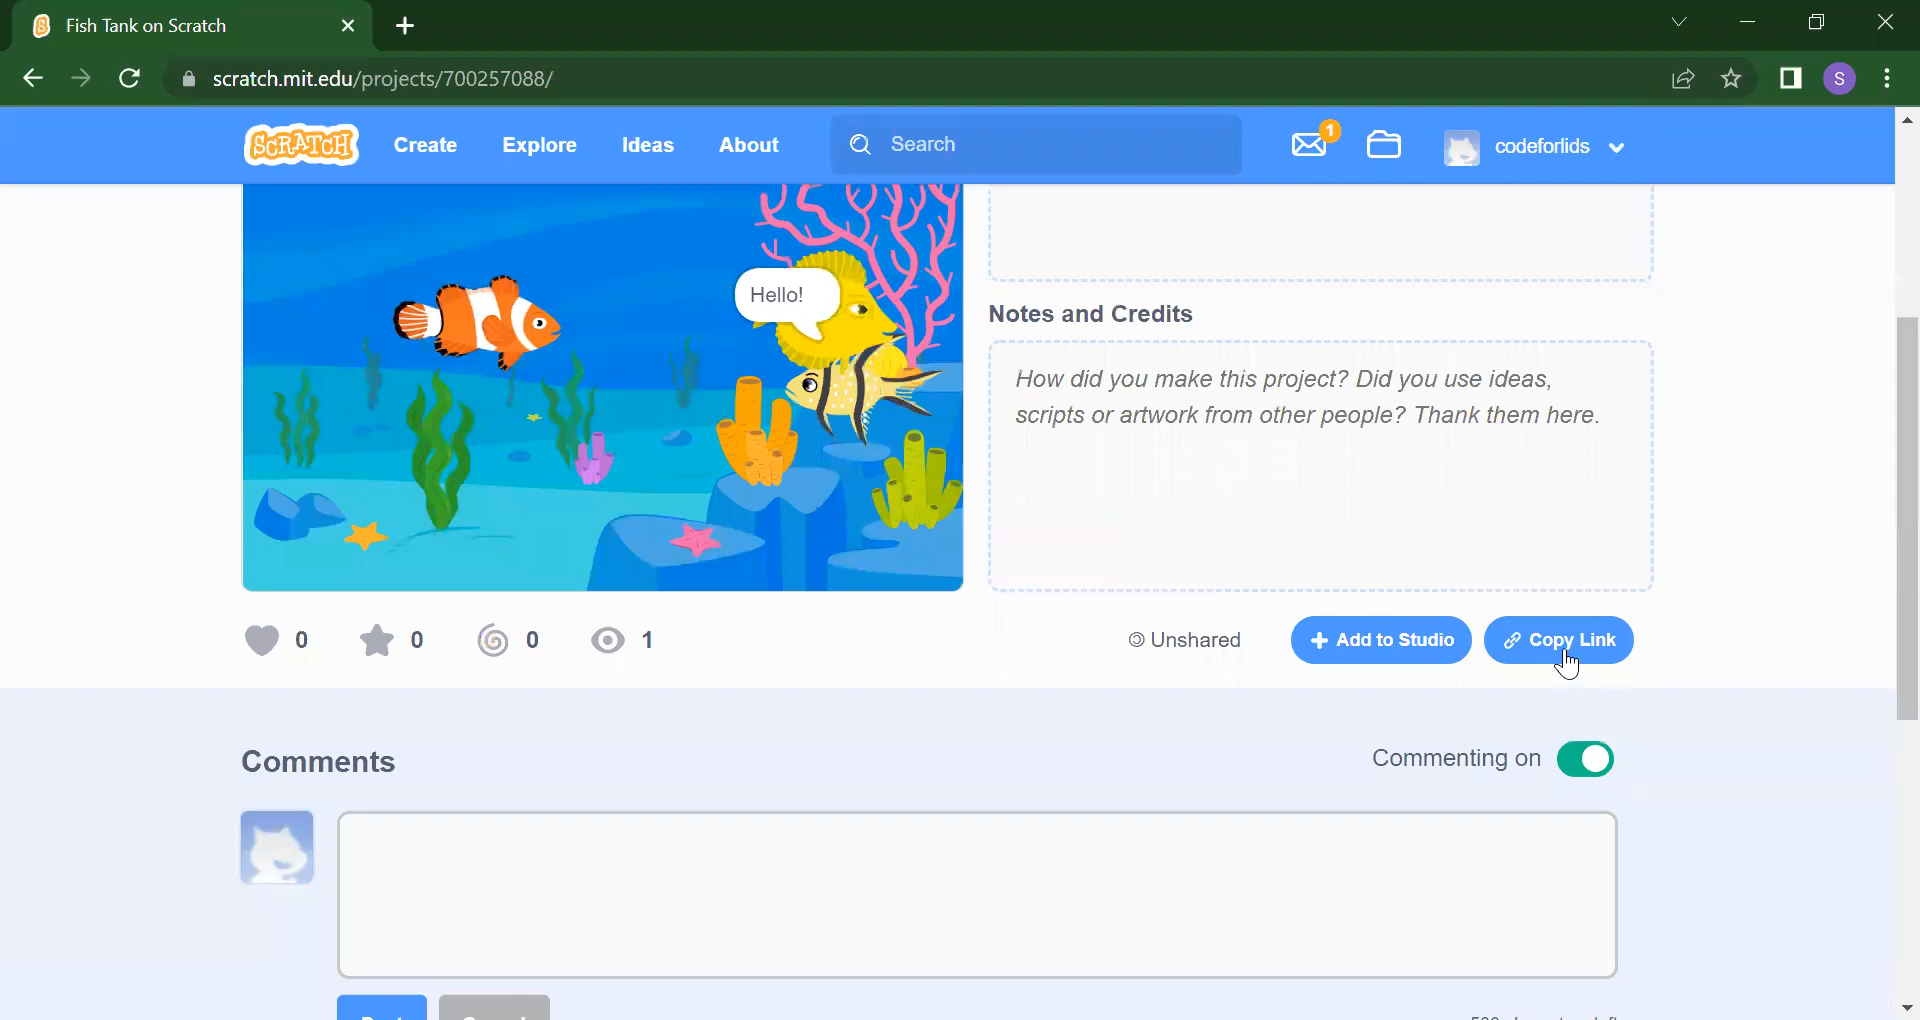 Fish Tank on Scratch
scratch.mit.edu/projects/700257088/
S
SCRATCH Create Explore Ideas About Search 1 codeforlids
Hello!
Notes and Credits
How did you make this project? Did you use ideas,
scripts or artwork from other people? Thank them here.
0 0 0 1 Unshared Add to Studio Copy Link
Comments Commenting on